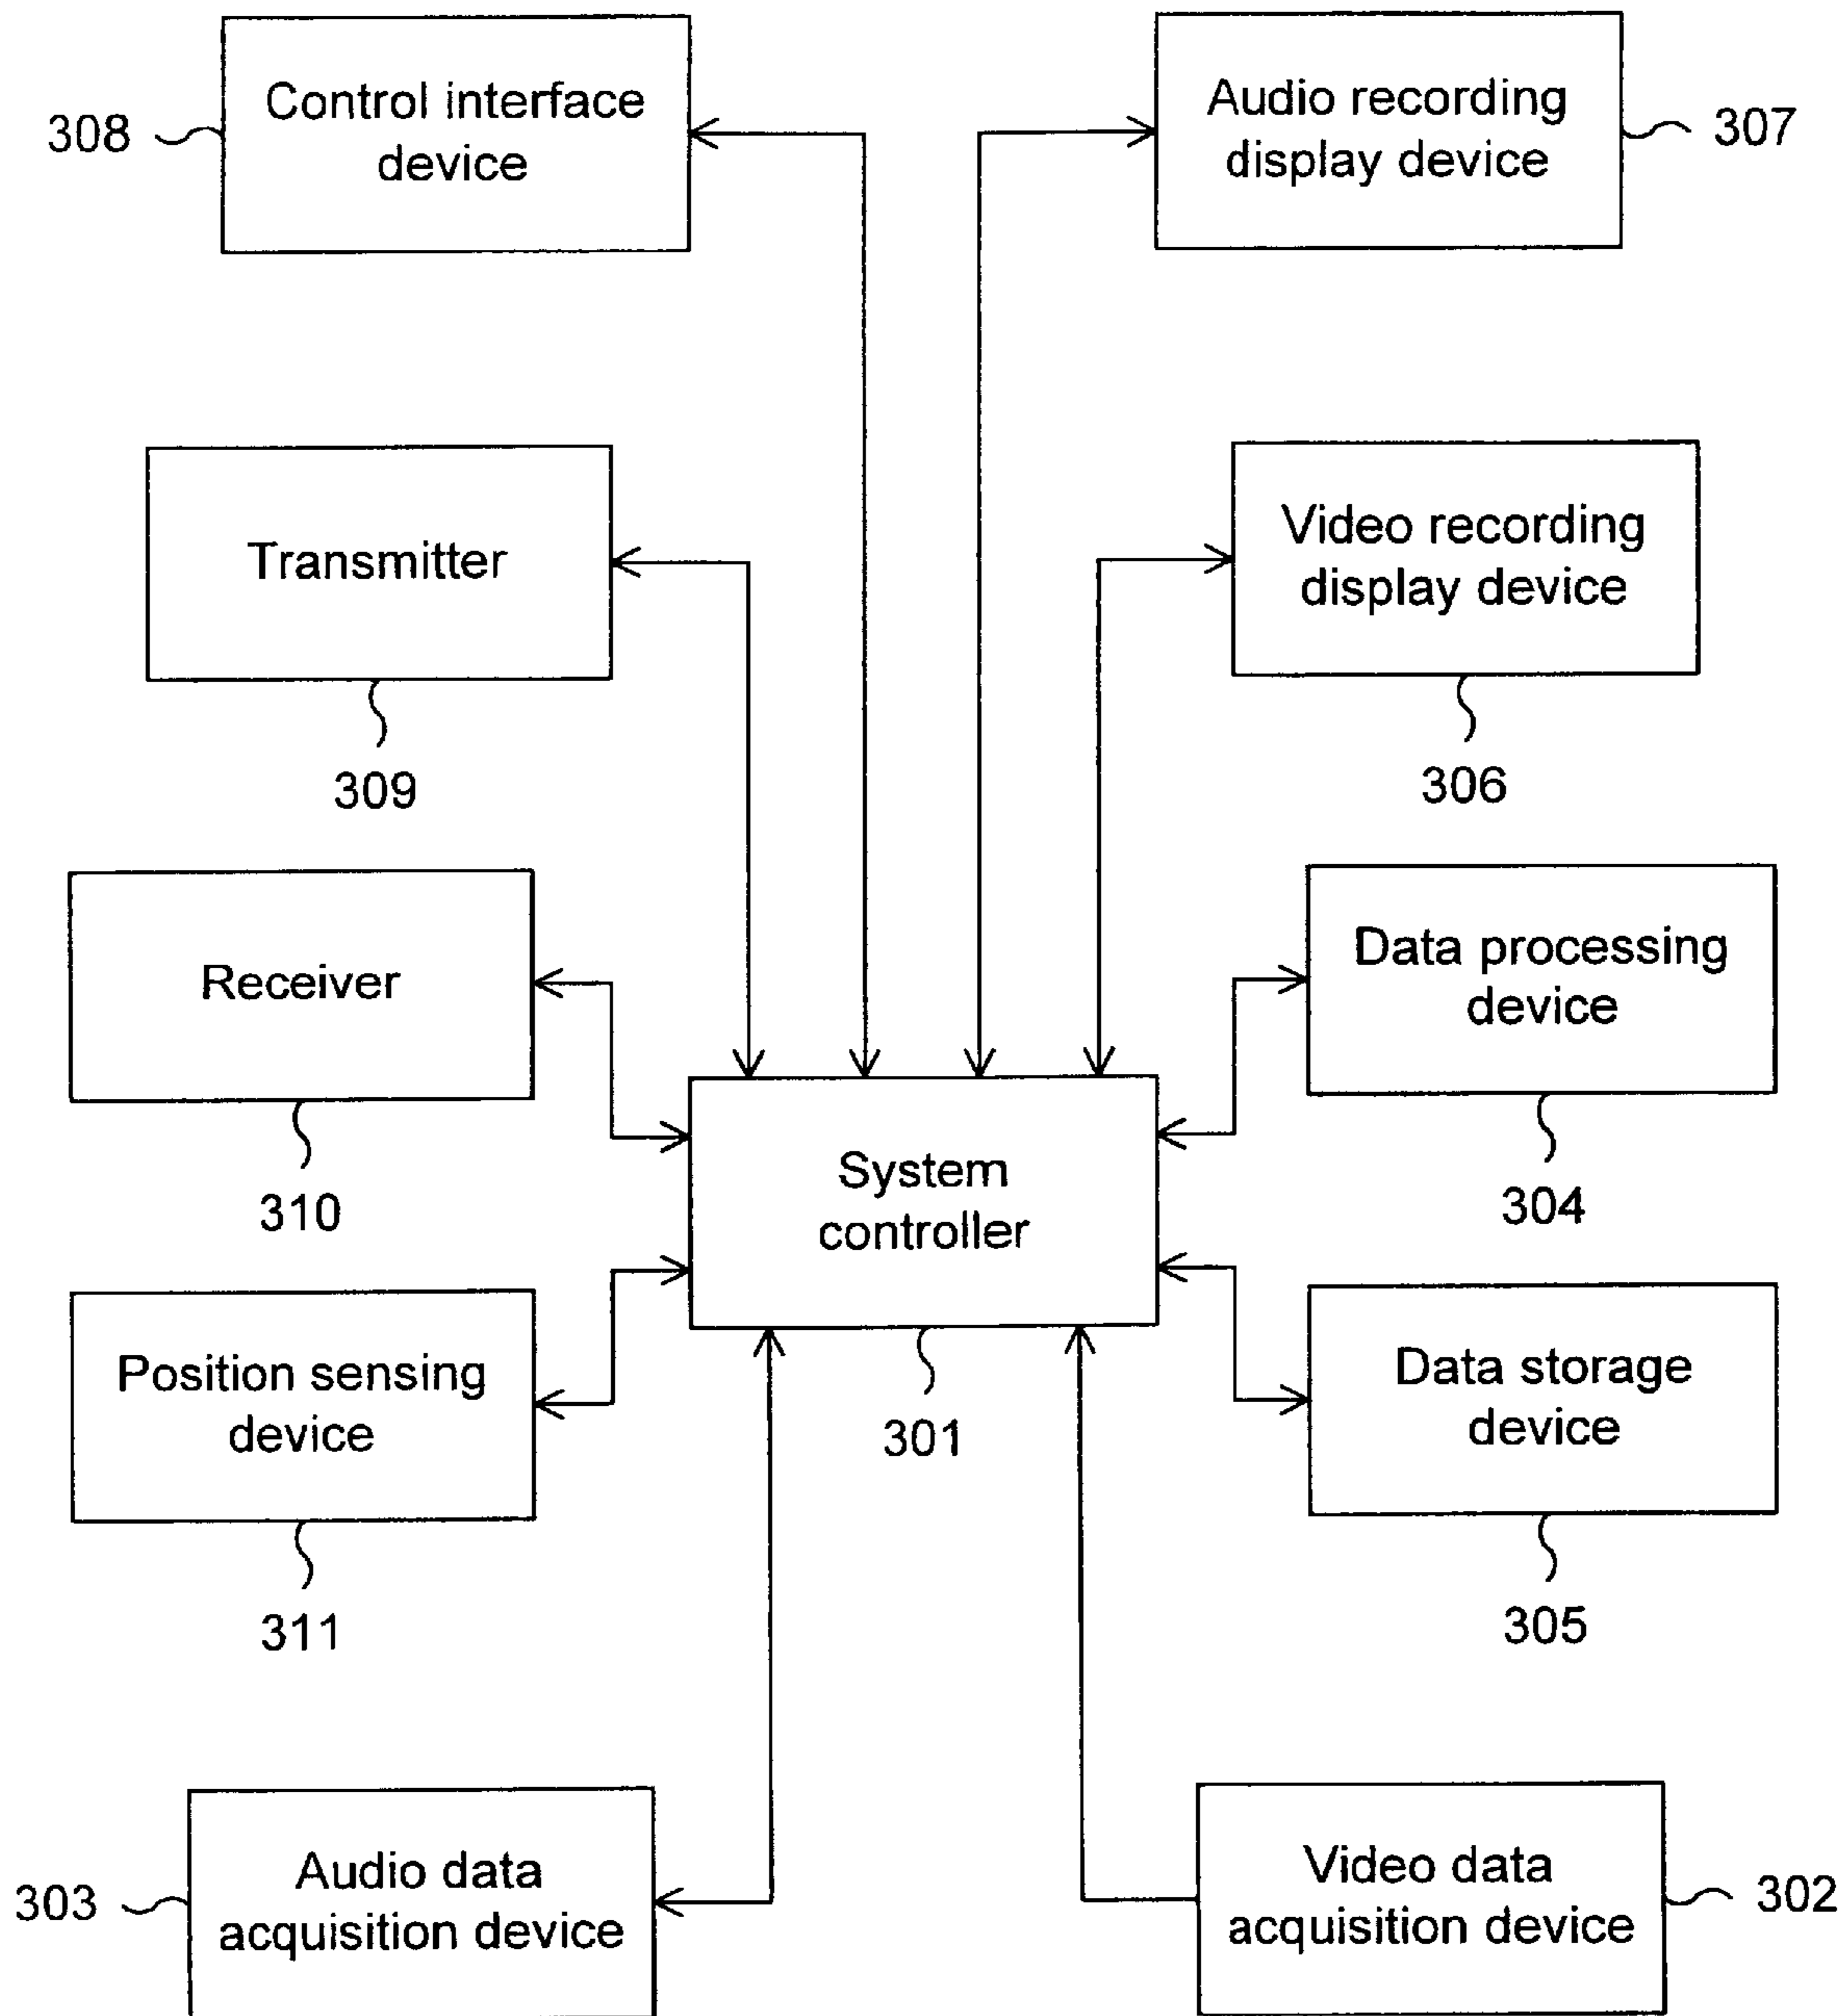 Control interface
device
308
Audio recording
display device
307
Transmitter
309
Video recording
display device
306
Receiver
310
Data processing
device
304
System
controller
301
Position sensing
device
311
Data storage
device
305
Audio data
acquisition device
303
Video data
acquisition device
302